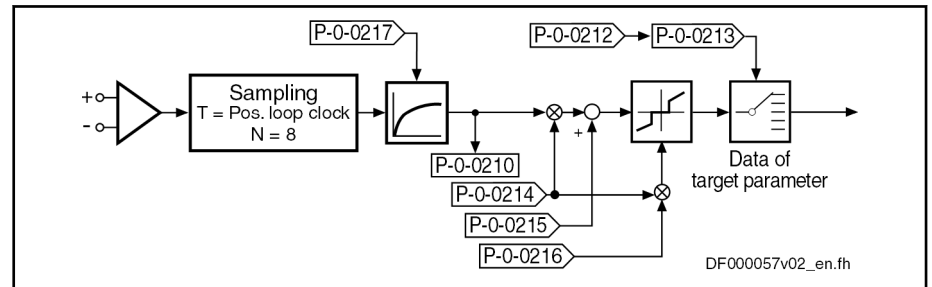 P-0-0217
P-0-0212
P-0-0213
+
-
Sampling
T = Pos. loop clock
N = 8
+
P-0-0210
P-0-0214
P-0-0215
P-0-0216
Data of
target parameter
DF000057v02_en.fh